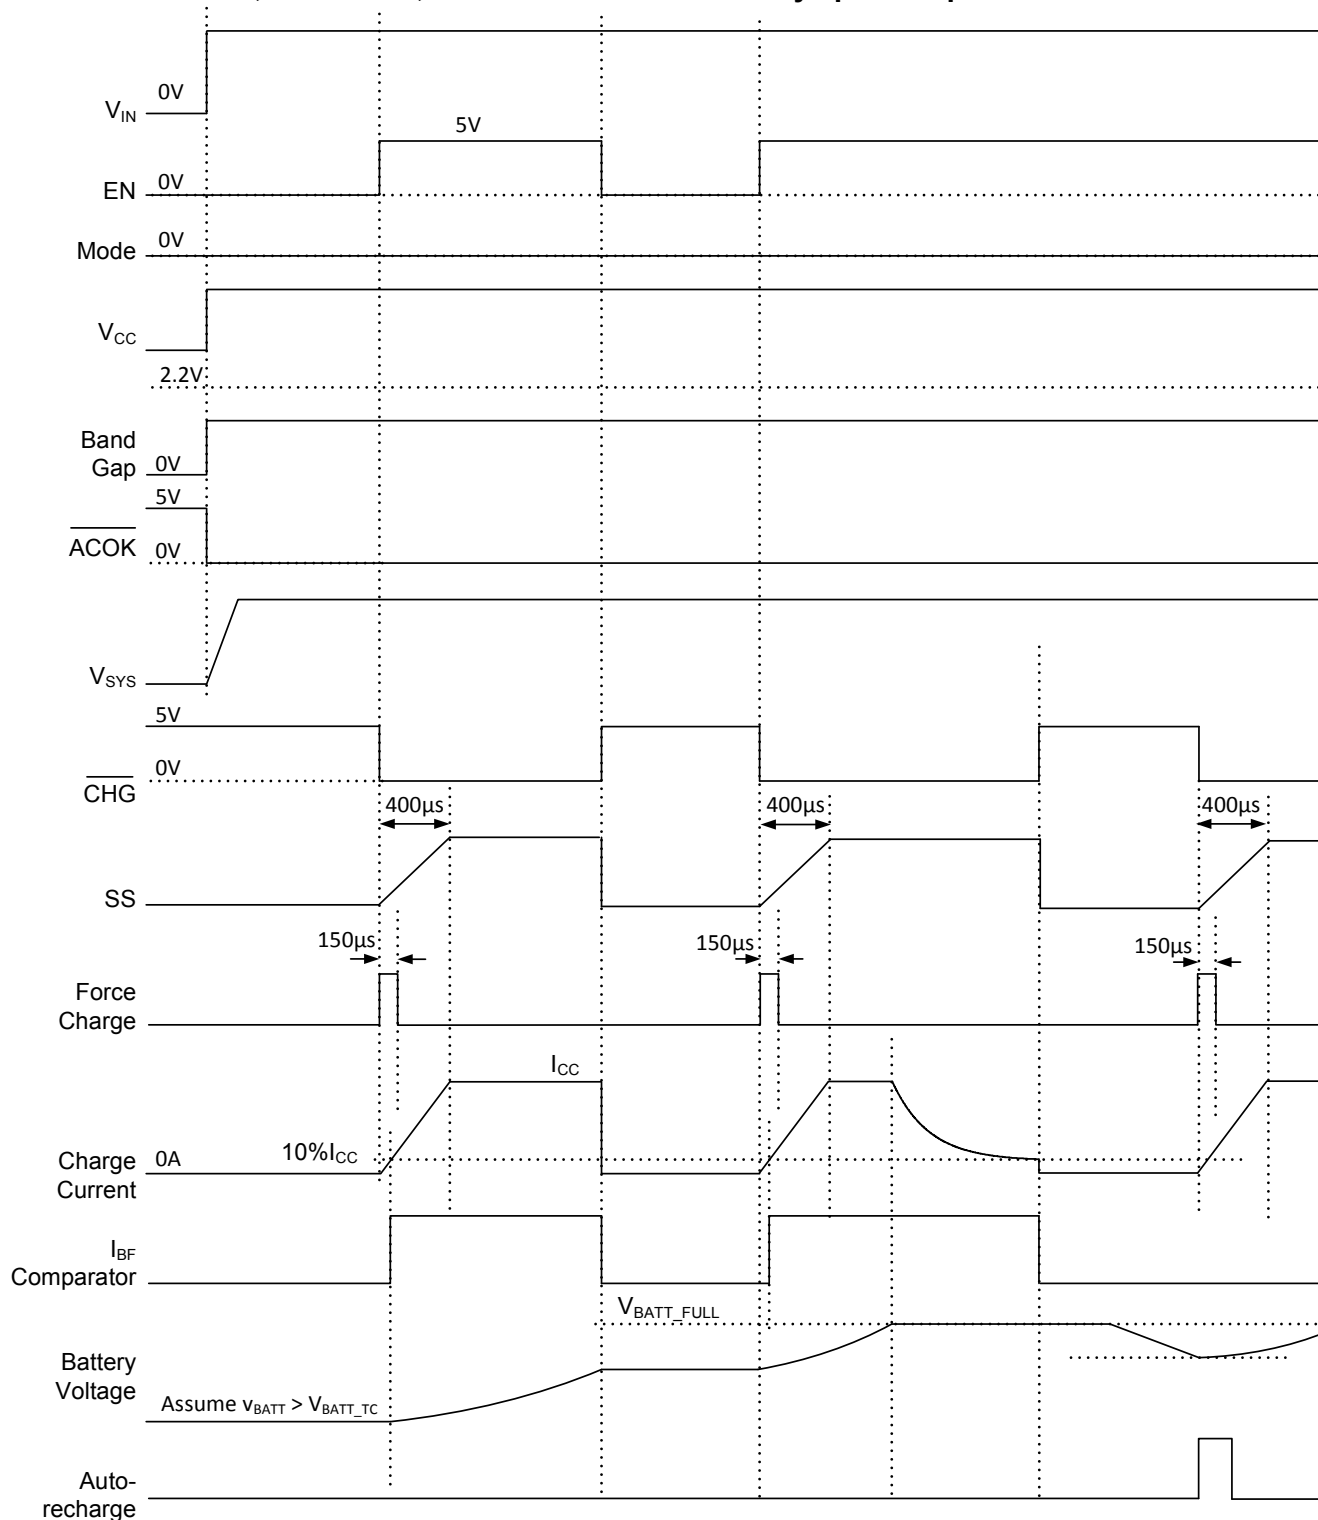 0V
V_IN
5V
0V
EN
0V
Mode
V_CC
2.2V
Band
Gap 0V
5V
ACOK 0V
V_SYS
5V
0V
CHG
400µs 400µs 400µs
SS
150µs 150µs 150µs
Force
Charge
I_CC
10%I_CC
Charge 0A
Current
I_BF
Comparator
V_BATT_FULL
Battery
Voltage
Assume v_BATT > V_BATT_TC
Auto-
recharge